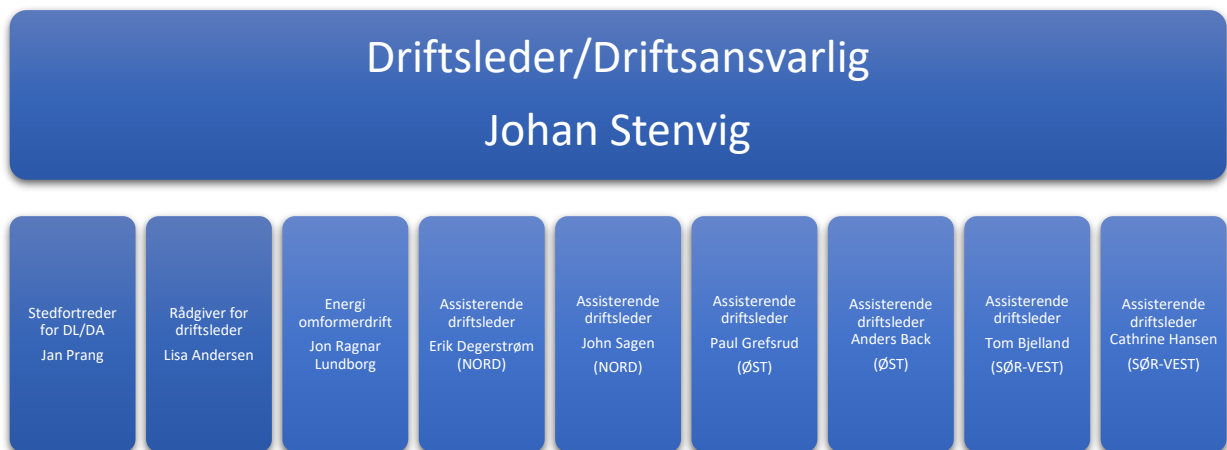 Driftsleder/Driftsansvarlig
Johan Stenvig
Stedfortreder
for DL/DA
Jan Prang
Rådgiver for
driftsleder
Lisa Andersen
Energi
omformerdrift
Jon Ragnar
Lundborg
Assisterende
driftsleder
Erik Degerstrøm
(NORD)
Assisterende
driftsleder
John Sagen
(NORD)
Assisterende
driftsleder
Paul Grefsrud
(ØST)
Assisterende
driftsleder
Anders Back
(ØST)
Assisterende
driftsleder
Tom Bjelland
(SØR-VEST)
Assisterende
driftsleder
Cathrine Hansen
(SØR-VEST)